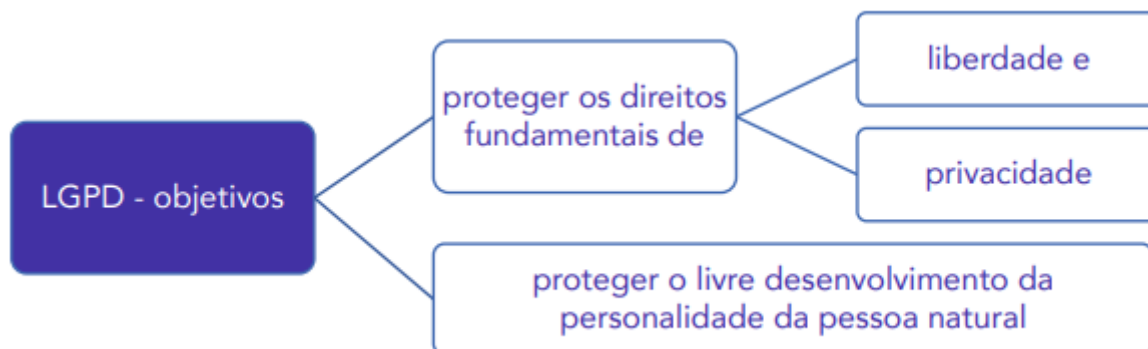 LGPD - objetivos
proteger os direitos
fundamentais de
liberdade e
privacidade
proteger o livre desenvolvimento da
personalidade da pessoa natural